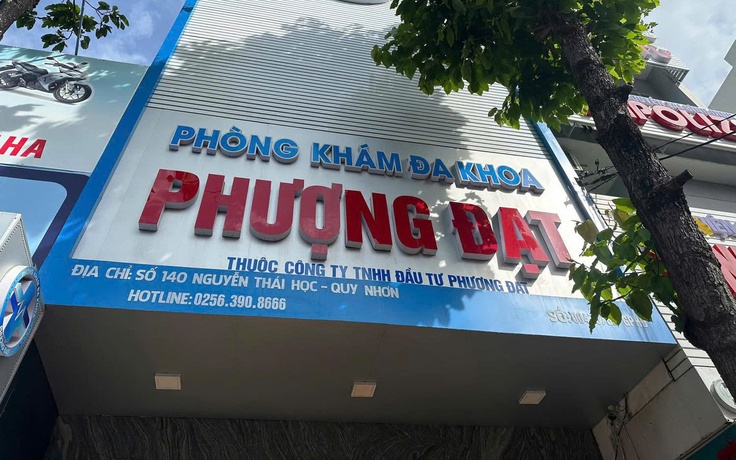 PHÒNG KHÁM ĐA KHOA
PHƯỢNG ĐẠT
THUỘC CÔNG TY TNHH ĐẦU TƯ PHƯỢNG ĐẠT
ĐỊA CHỈ: SỐ 140 NGUYỄN THÁI HỌC - QUY NHƠN
HOTLINE: 0256.390.8666
HA